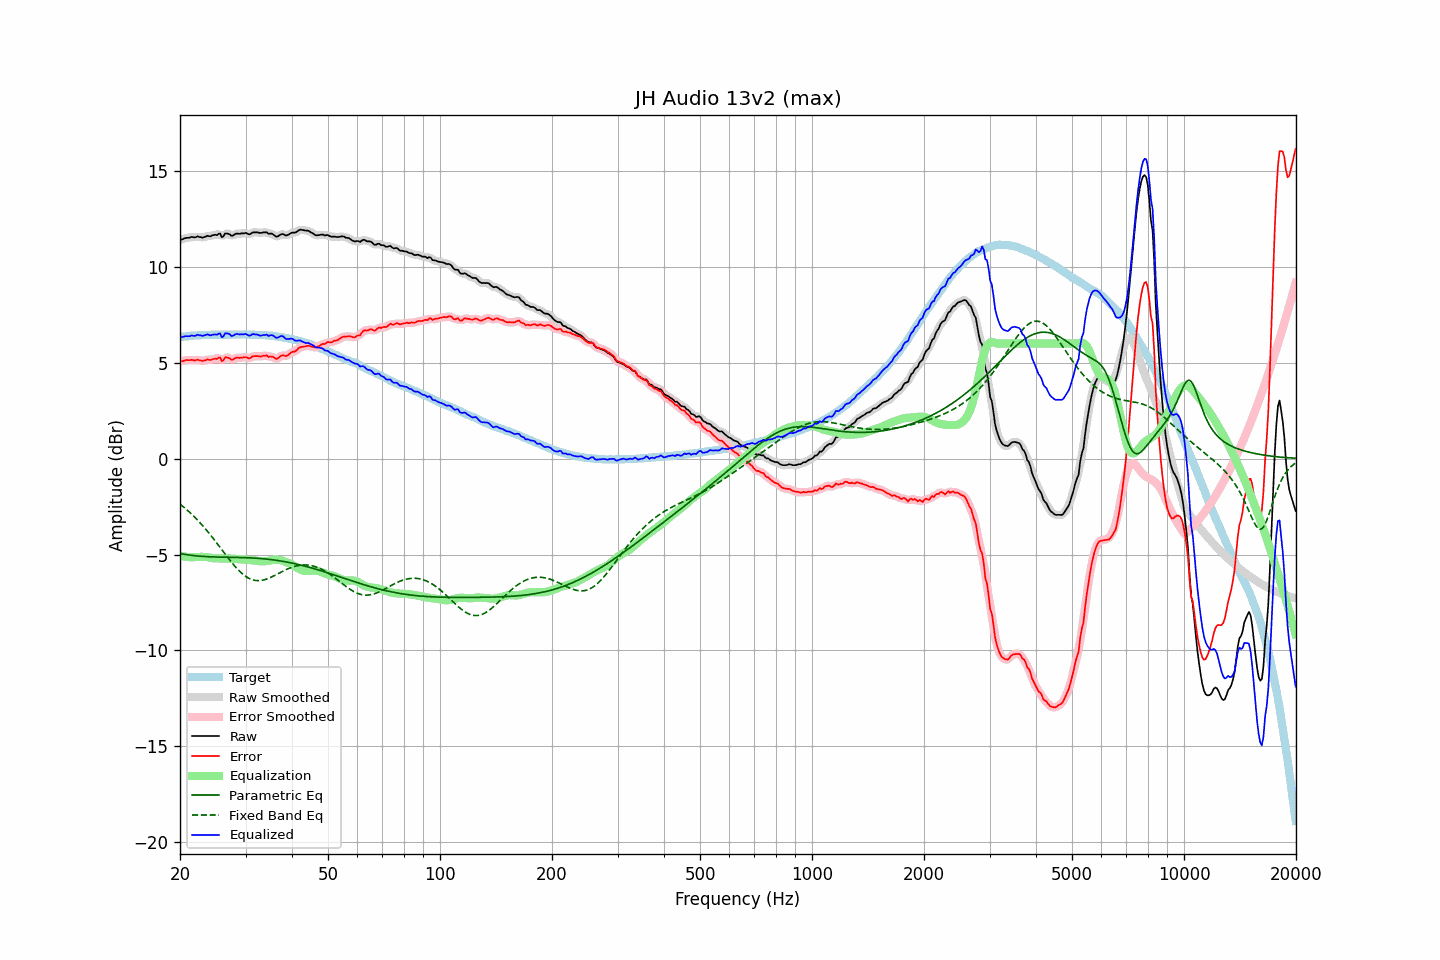 JH Audio 13v2 (max)
Amplitude (dBr)
15
10
5
0
−5
−10
−15
−20
Target
Raw Smoothed
Error Smoothed
Raw
Error
Equalization
Parametric Eq
Fixed Band Eq
Equalized
20 50 100 200 500 1000 2000 5000 10000 20000
Frequency (Hz)